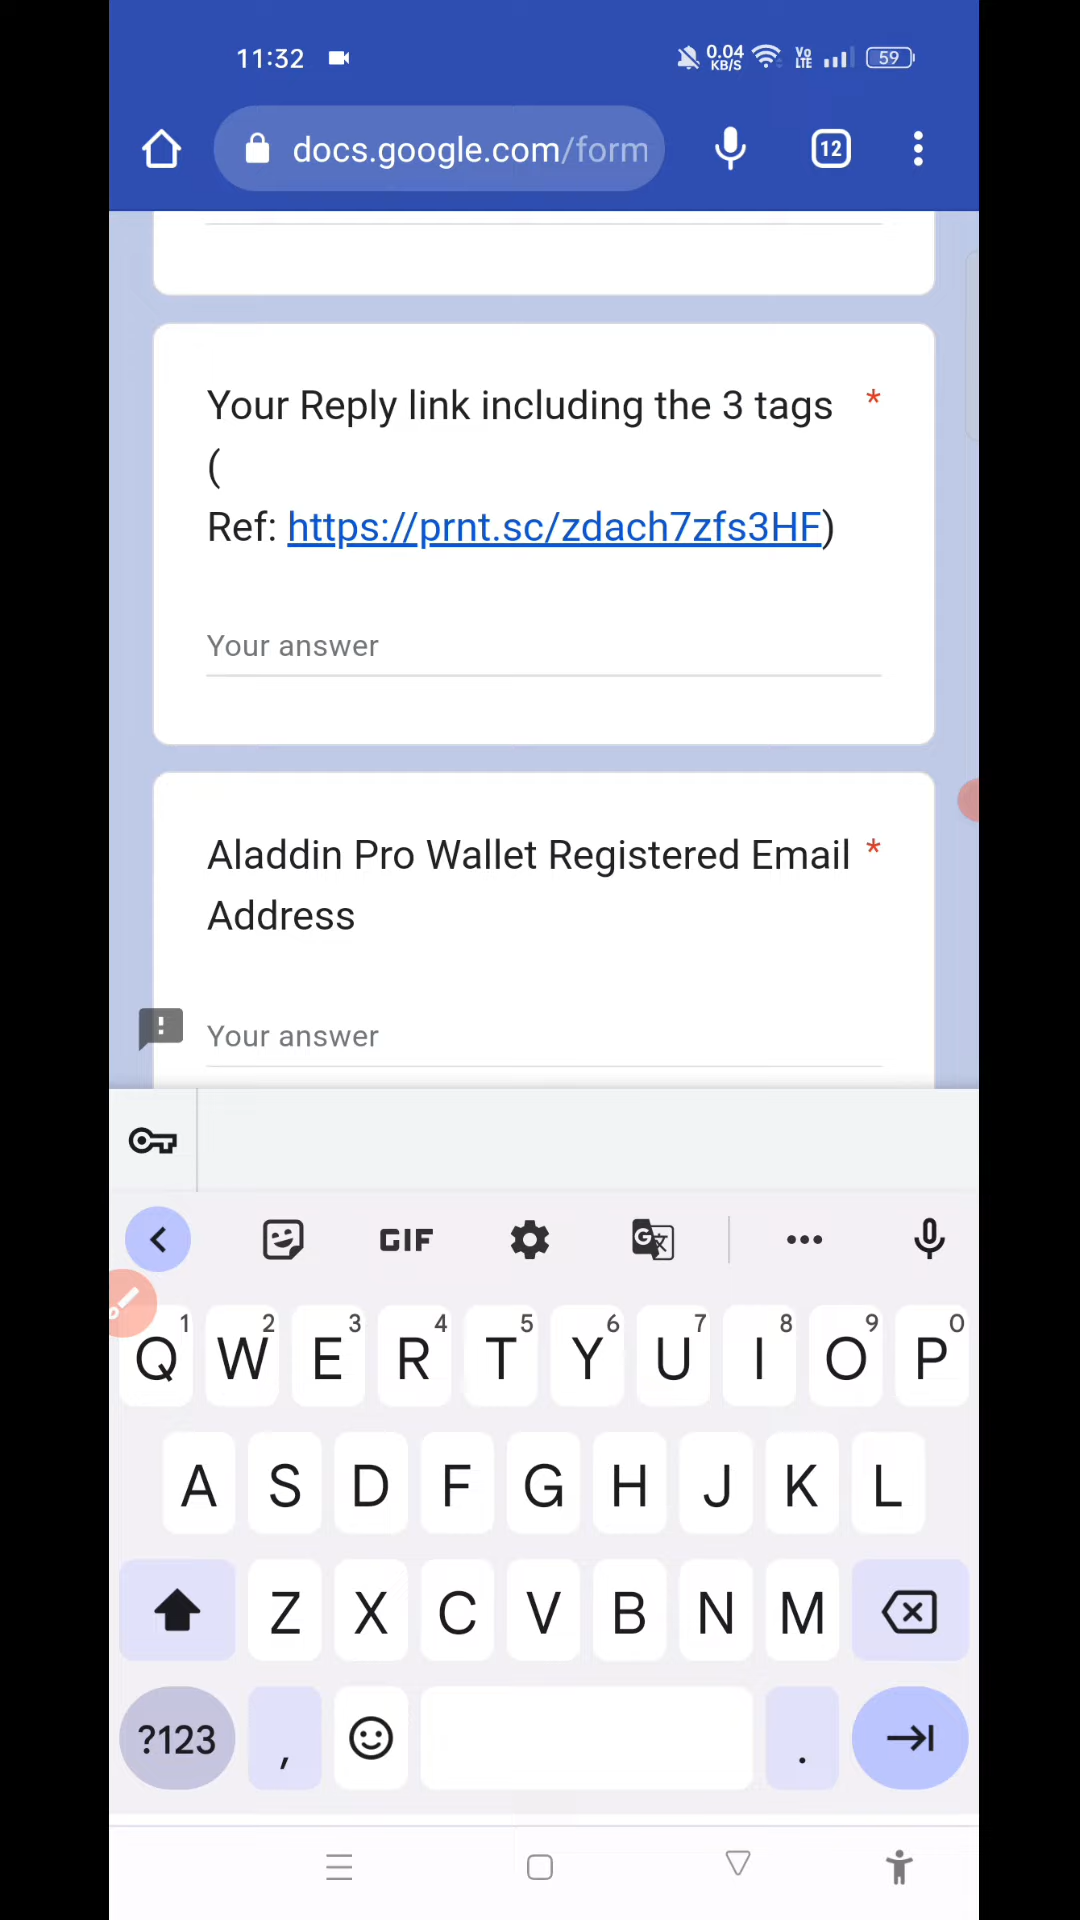 11:32
0.04
KB/S
Vo
LTE
59
docs.google.com/form
12
Your Reply link including the 3 tags *
(
Ref: https://prnt.sc/zdach7zfs3HF)
Your answer
Aladdin Pro Wallet Registered Email *
Address
Your answer
GIF
1 2 3 4 5 6 7 8 9 0
Q W E R T Y U I O P
A S D F G H J K L
Z X C V B N M
?123 , .